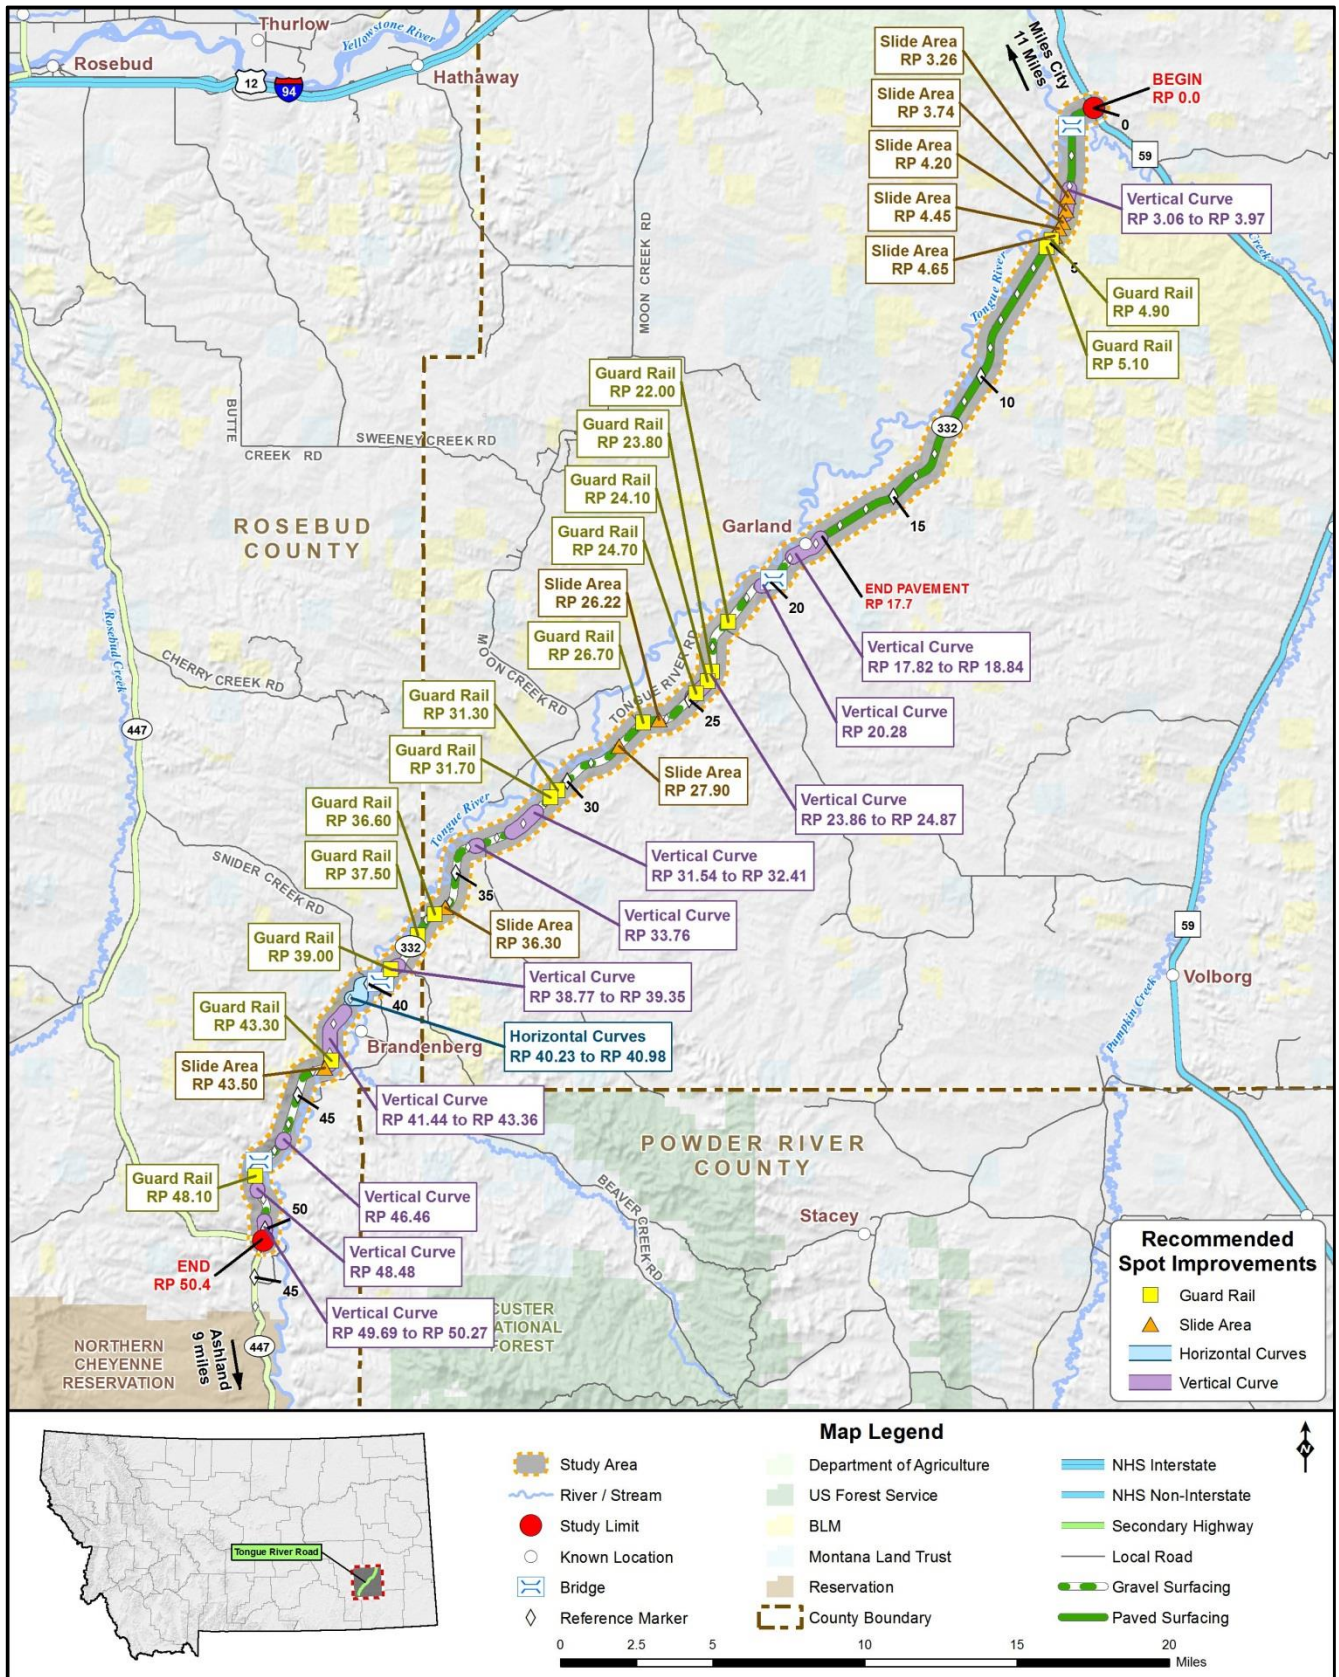 Thurlow
Yellowstone River
Rosebud
Hathaway
12
94
Miles City
11 Miles
BEGIN
RP 0.0
0
59
Slide Area
RP 3.26
Slide Area
RP 3.74
Slide Area
RP 4.20
Slide Area
RP 4.45
Slide Area
RP 4.65
Vertical Curve
RP 3.06 to RP 3.97
Creek
5
Tongue River
Guard Rail
RP 4.90
Guard Rail
RP 5.10
MOON CREEK RD
10
332
BUTTE
CREEK RD
SWEENEY CREEK RD
Guard Rail
RP 22.00
Guard Rail
RP 23.80
Guard Rail
RP 24.10
Guard Rail
RP 24.70
15
Garland
ROSEBUD
COUNTY
END PAVEMENT
RP 17.7
20
Slide Area
RP 26.22
Guard Rail
RP 26.70
MOON CREEK RD
TONGUE RIVER RD
Vertical Curve
RP 17.82 to RP 18.84
Rosebud Creek
CHERRY CREEK RD
Guard Rail
RP 31.30
25
Vertical Curve
RP 20.28
447
Guard Rail
RP 31.70
Slide Area
RP 27.90
30
Vertical Curve
RP 23.86 to RP 24.87
Guard Rail
RP 36.60
Tongue River
Guard Rail
RP 37.50
Vertical Curve
RP 31.54 to RP 32.41
SNIDER CREEK RD
35
Vertical Curve
RP 33.76
Slide Area
RP 36.30
59
332
Guard Rail
RP 39.00
Vertical Curve
RP 38.77 to RP 39.35
Volborg
40
Pumpkin Creek
Guard Rail
RP 43.30
Brandenberg
Horizontal Curves
RP 40.23 to RP 40.98
Slide Area
RP 43.50
45
Vertical Curve
RP 41.44 to RP 43.36
POWDER RIVER
COUNTY
Guard Rail
RP 48.10
Vertical Curve
RP 46.46
BEAVER CREEK RD
Stacey
50
Vertical Curve
RP 48.48
END
RP 50.4
45
Vertical Curve
RP 49.69 to RP 50.27
447
NORTHERN
CHEYENNE
RESERVATION
Ashland
9 miles
Recommended
Spot Improvements
Guard Rail
Slide Area
Horizontal Curves
Vertical Curve
Tongue River Road
Map Legend
Study Area
River / Stream
Study Limit
Known Location
Bridge
Reference Marker
Department of Agriculture
US Forest Service
BLM
Montana Land Trust
Reservation
County Boundary
NHS Interstate
NHS Non-Interstate
Secondary Highway
Local Road
Gravel Surfacing
Paved Surfacing
N
0 2.5 5 10 15 20
Miles